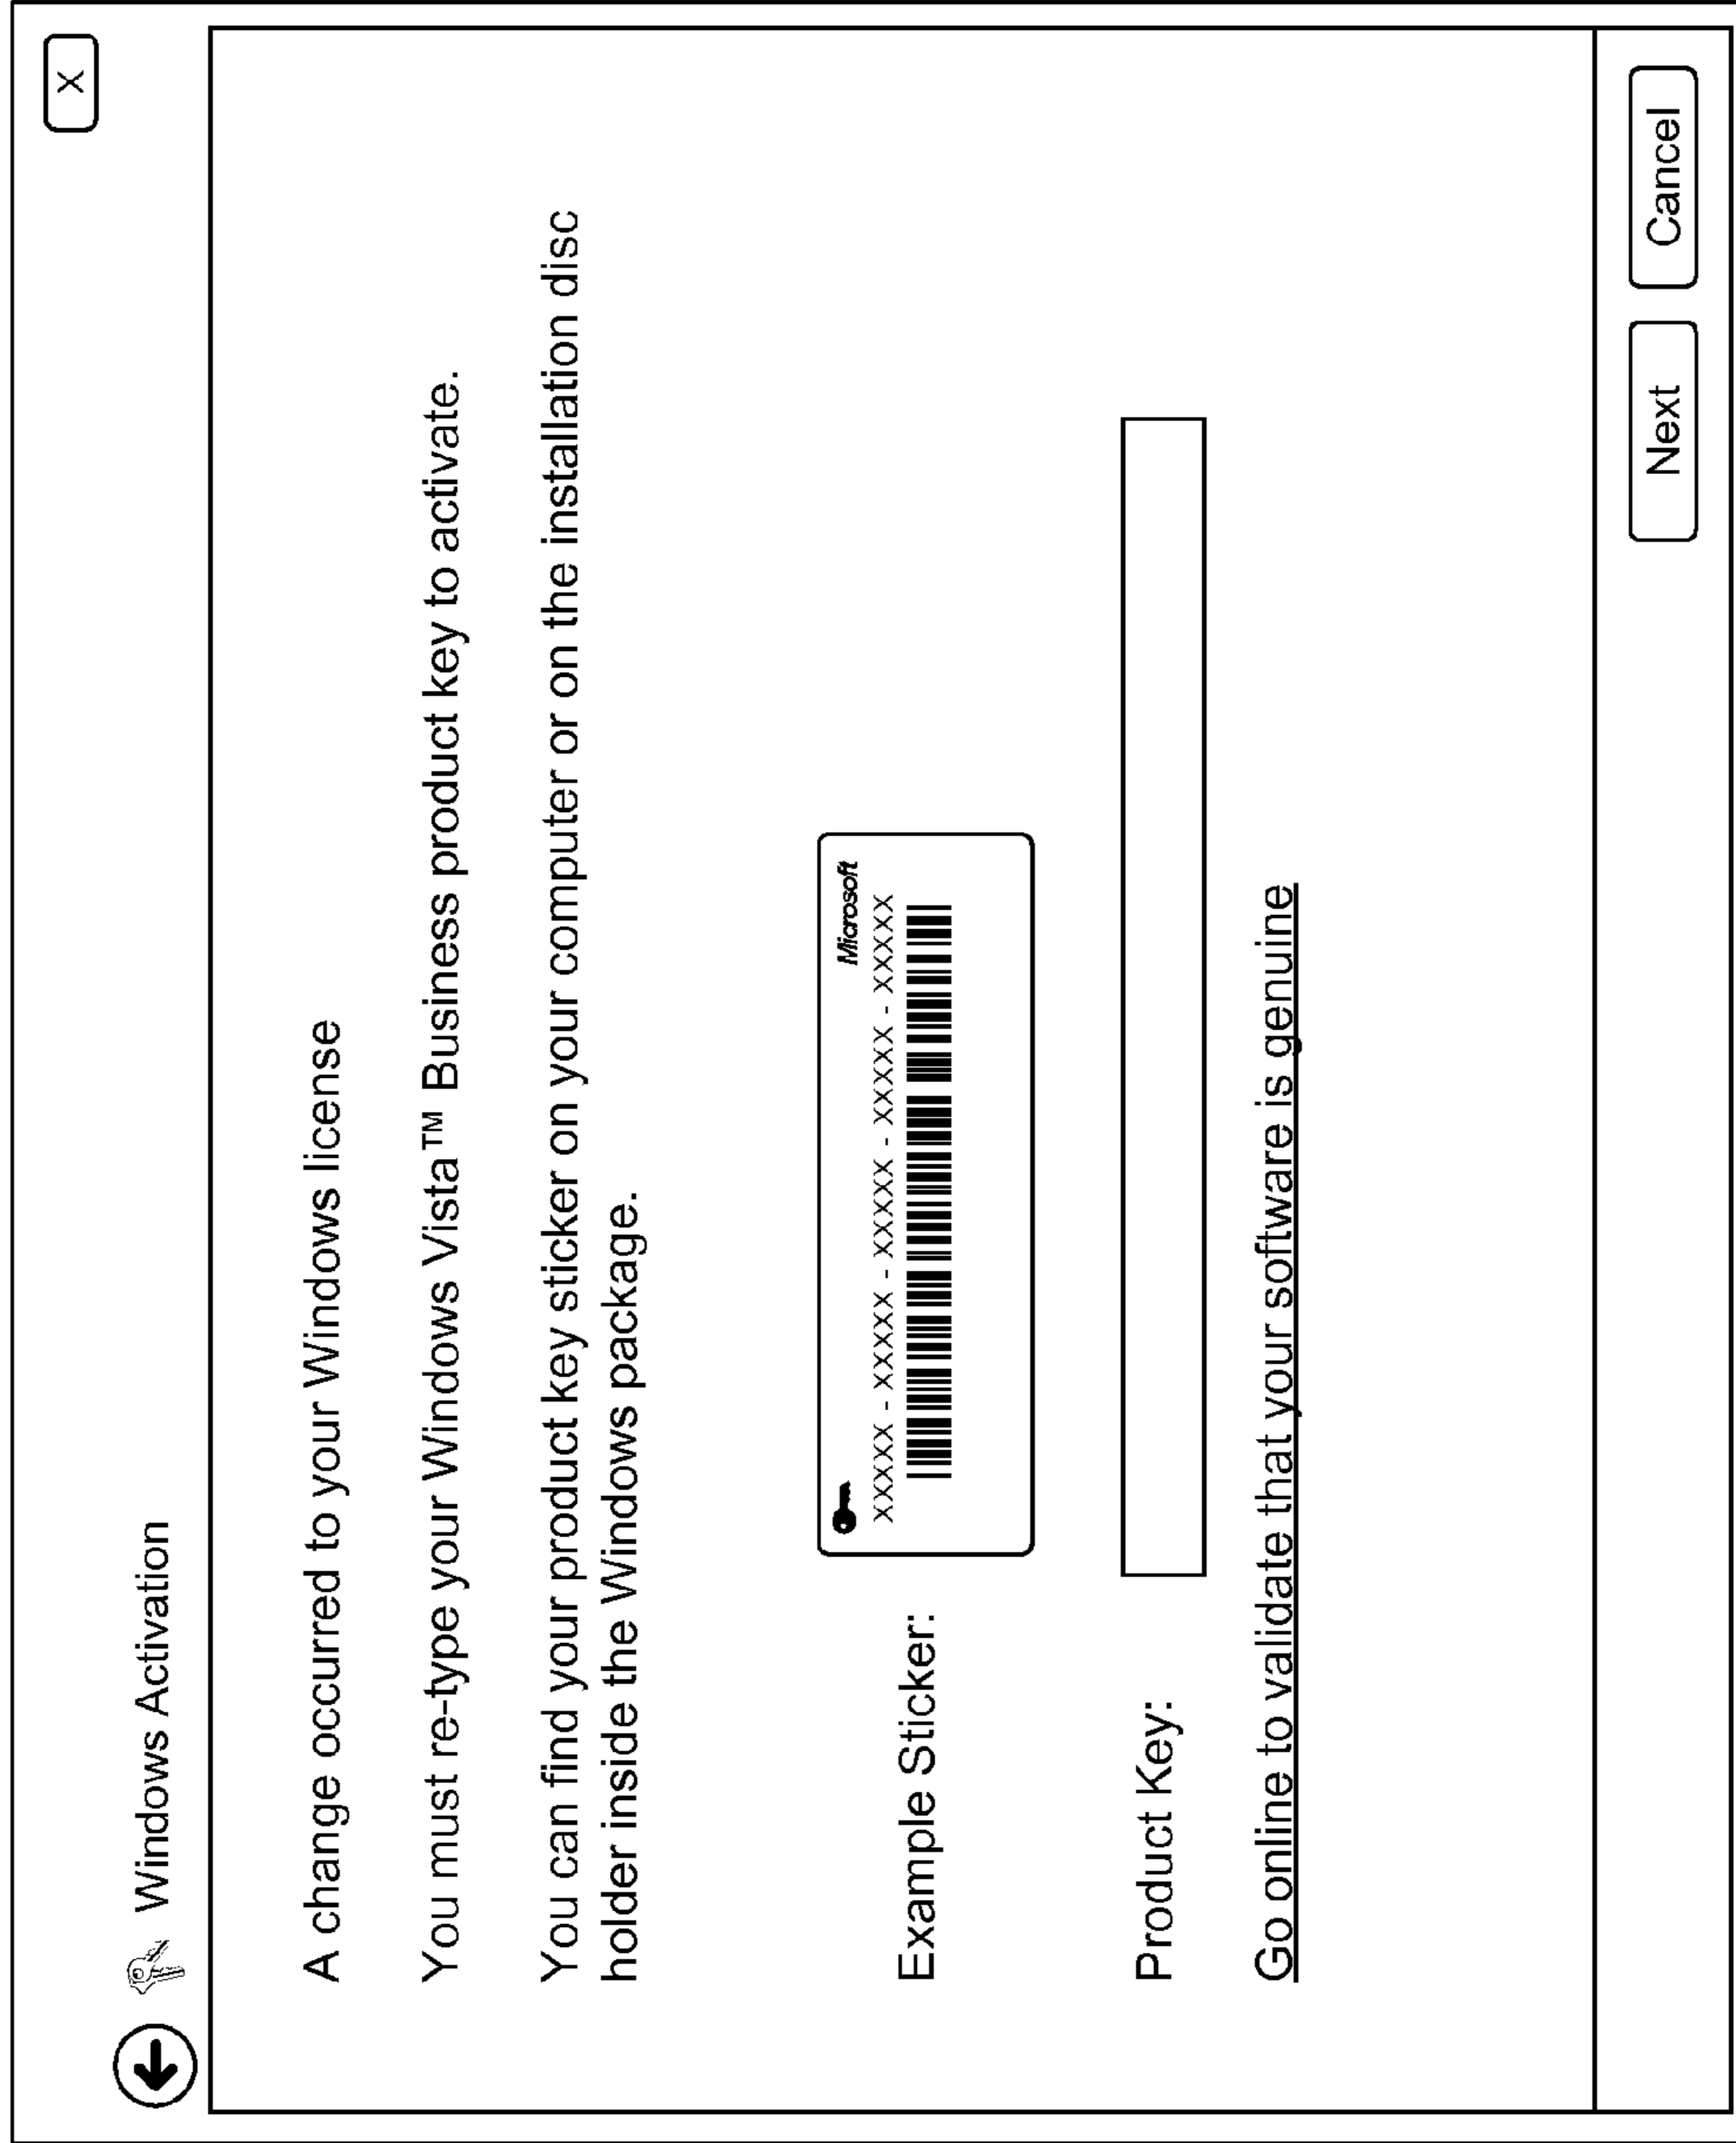 X
Windows Activation
A change occurred to your Windows license
You must re-type your Windows Vista™ Business product key to activate.
You can find your product key sticker on your computer or on the installation disc
holder inside the Windows package.
Microsoft
Example Sticker: XXXXX - XXXXX - XXXXX - XXXXX - XXXXX
Product Key:
Go online to validate that your software is genuine
Next Cancel